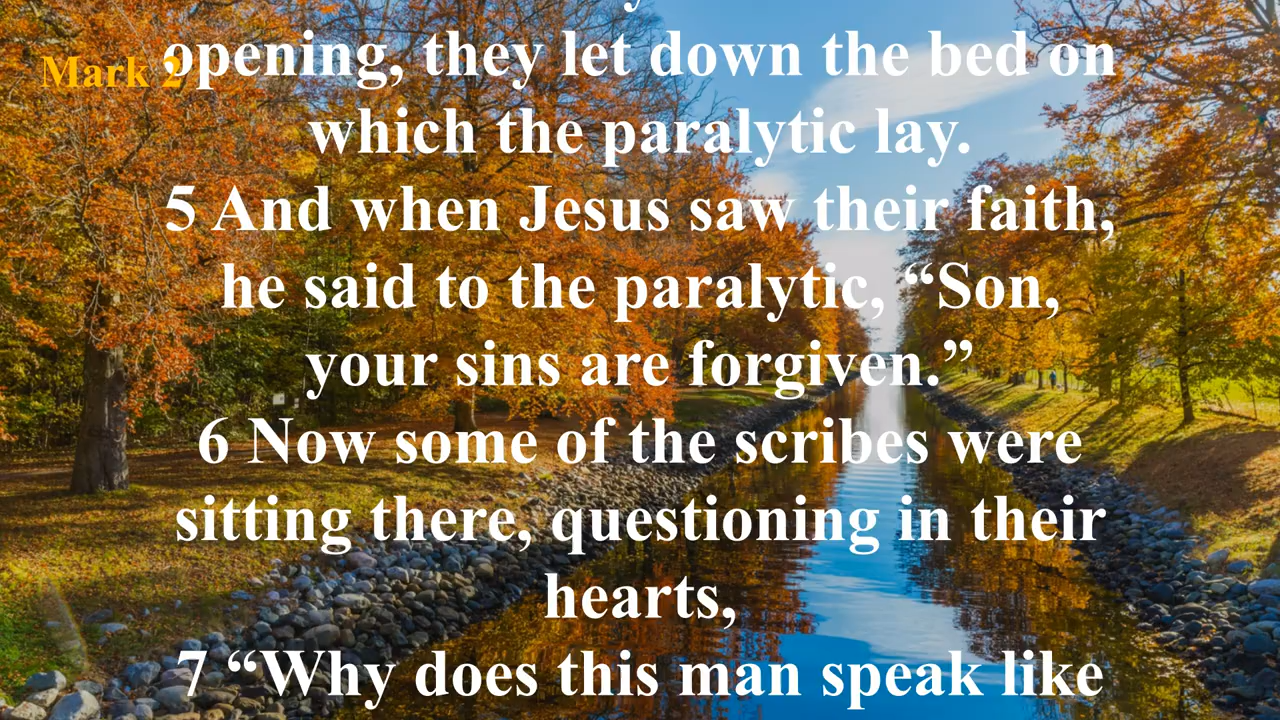 Mark 2
opening, they let down the bed on
which the paralytic lay.
5 And when Jesus saw their faith,
he said to the paralytic, “Son,
your sins are forgiven.”
6 Now some of the scribes were
sitting there, questioning in their
hearts,
7 “Why does this man speak like